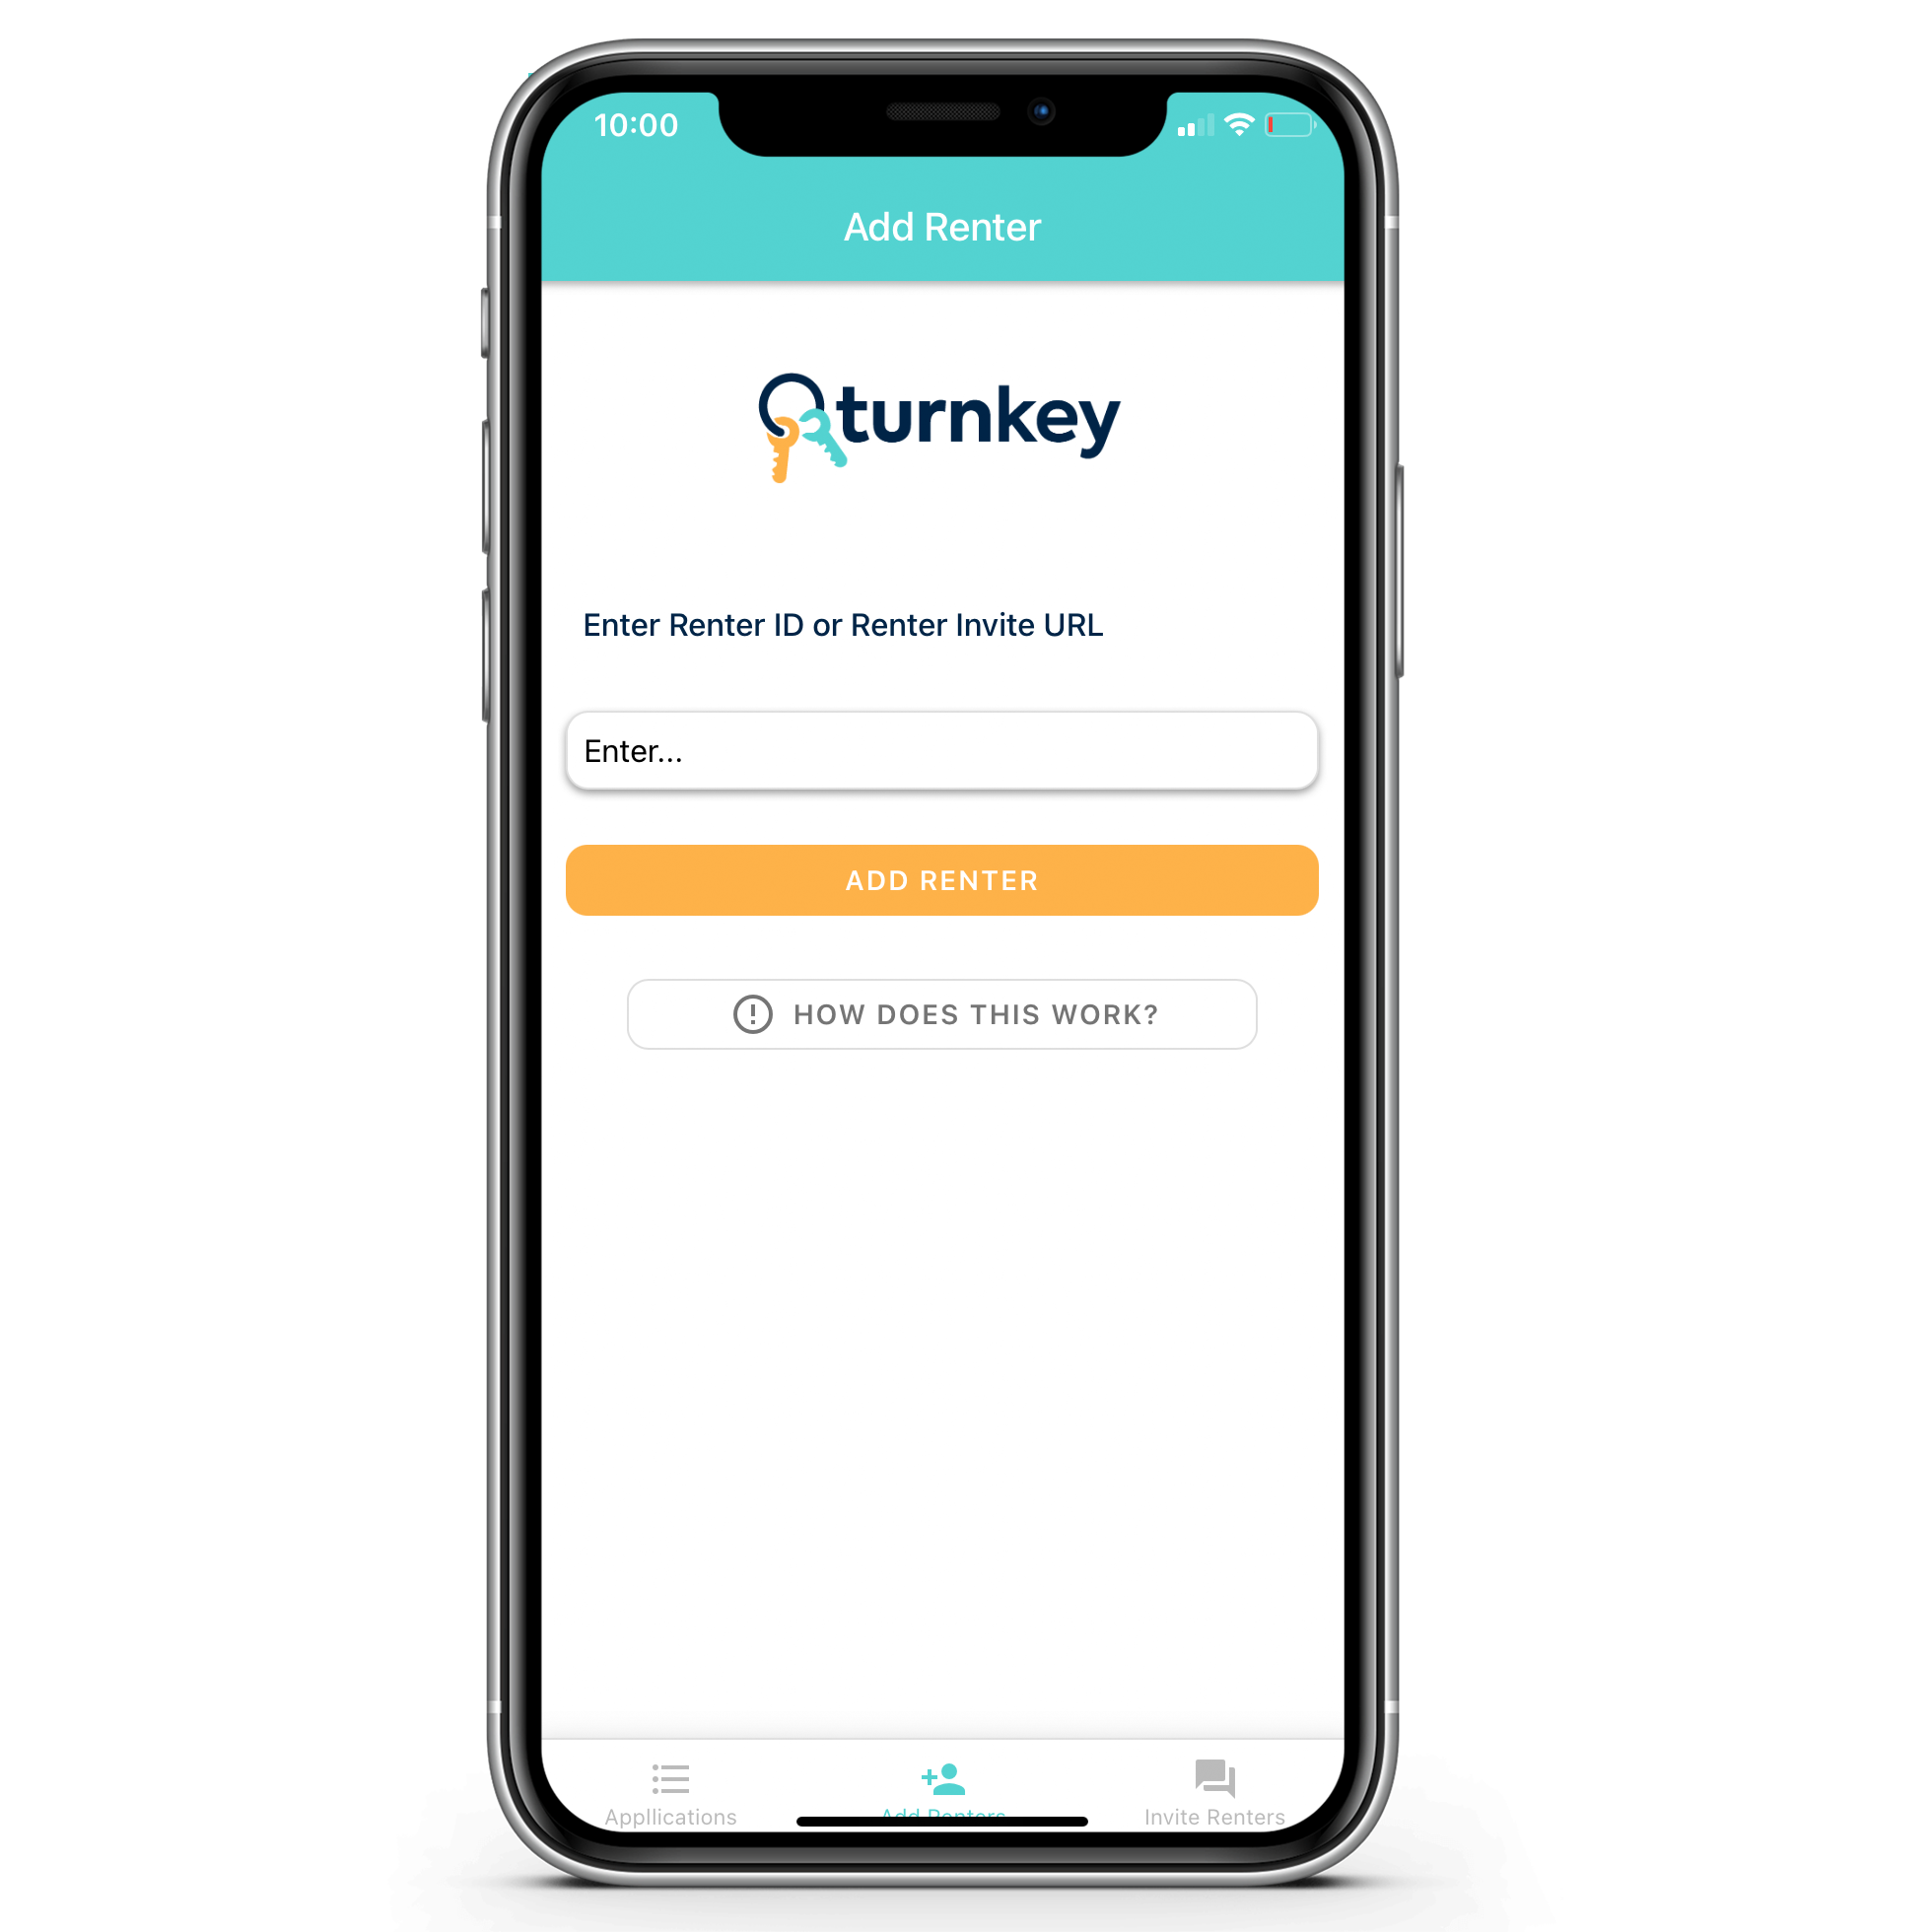 10:00
Add Renter
turnkey
Enter Renter ID or Renter Invite URL
Enter...
ADD RENTER
HOW DOES THIS WORK?
Appllications
Add Renters
Invite Renters